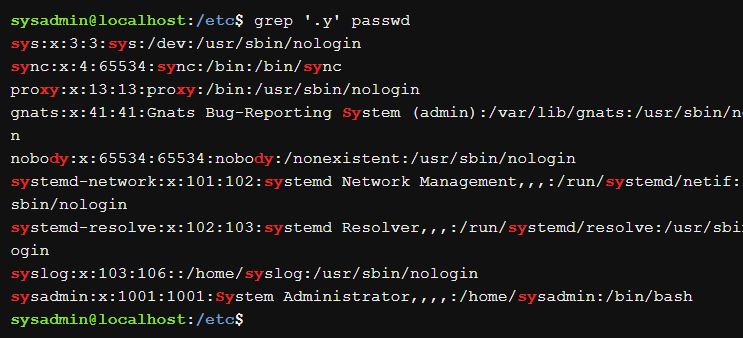 sysadmin@localhost:/etc$ grep '.y' passwd
sys:x:3:3:sys:/dev:/usr/sbin/nologin
sync:x:4:65534:sync:/bin:/bin/sync
proxy:x:13:13:proxy:/bin:/usr/sbin/nologin
gnats:x:41:41:Gnats Bug-Reporting System (admin):/var/lib/gnats:/usr/sbin/no
n
nobody:x:65534:65534:nobody:/nonexistent:/usr/sbin/nologin
systemd-network:x:101:102:systemd Network Management,,,:/run/systemd/netif:
sbin/nologin
systemd-resolve:x:102:103:systemd Resolver,,,:/run/systemd/resolve:/usr/sbi
ogin
syslog:x:103:106::/home/syslog:/usr/sbin/nologin
sysadmin:x:1001:1001:System Administrator,,,,:/home/sysadmin:/bin/bash
sysadmin@localhost:/etc$